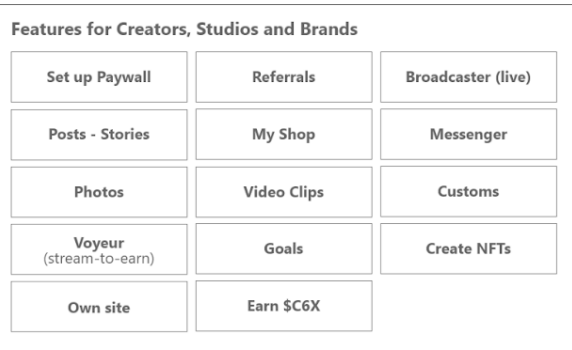 Features for Creators, Studios and Brands
Set up Paywall
Referrals
Broadcaster (live)
Posts - Stories
My Shop
Messenger
Photos
Video Clips
Customs
Voyeur
(stream-to-earn)
Goals
Create NFTs
Own site
Earn $C6X